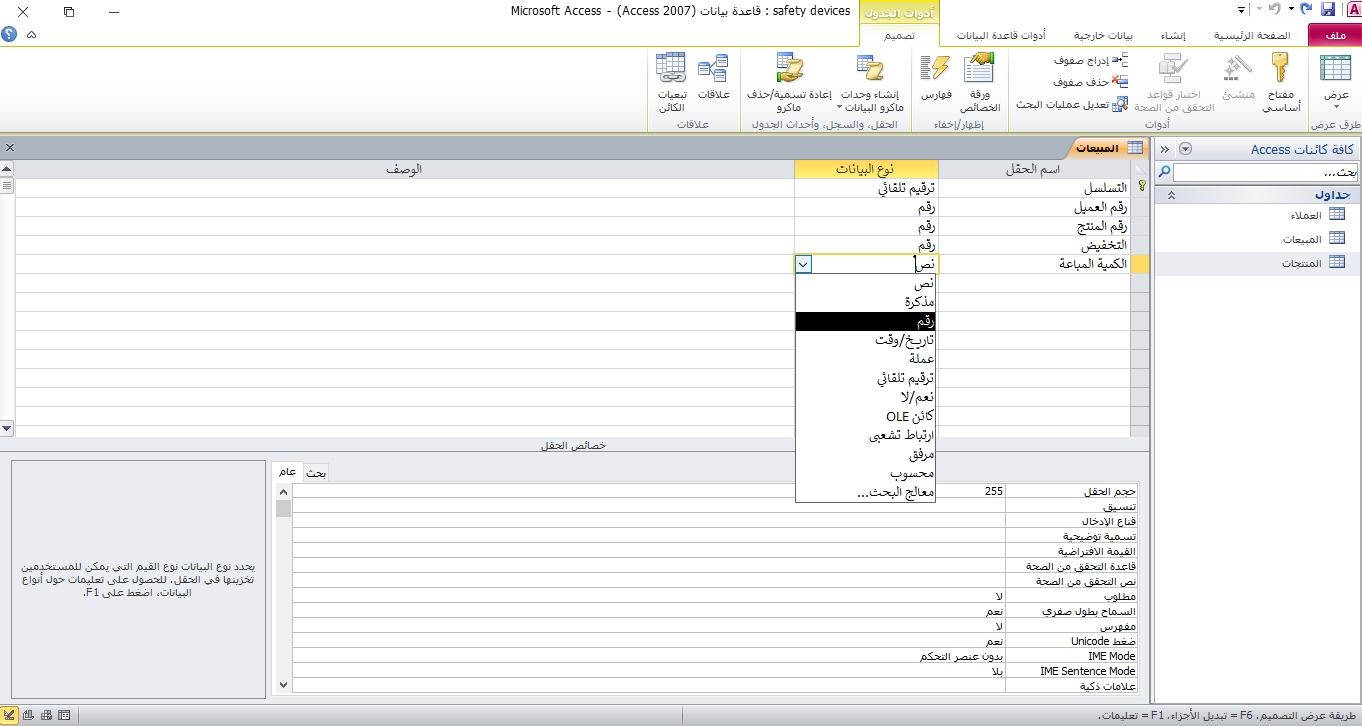 safety devices : قاعدة بيانات (Access 2007) - Microsoft Access
أدوات الجدول
ملف
الصفحة الرئيسية
إنشاء
بيانات خارجية
أدوات قاعدة البيانات
تصميم
عرض
طرق عرض
مفتاح أساسي
منشئ
اختبار قواعد التحقق من الصحة
إدراج صفوف
حذف صفوف
تعديل عمليات البحث
أدوات
ورقة الخصائص
فهارس
إظهار/إخفاء
إنشاء وحدات ماكرو البيانات
إعادة تسمية/حذف ماكرو
الحقل، والسجل، وأحداث الجدول
علاقات
تبعيات الكائن
علاقات
كافة كائنات Access
بحث...
جداول
العملاء
المبيعات
المنتجات
المبيعات
اسم الحقل نوع البيانات الوصف
التسلسل ترقيم تلقائي
رقم العميل رقم
رقم المنتج رقم
التخفيض رقم
الكمية المباعة نص
نص
مذكرة
رقم
تاريخ/وقت
عملة
ترقيم تلقائي
نعم/لا
كائن OLE
ارتباط تشعبي
مرفق
محسوب
معالج البحث...
خصائص الحقل
عام بحث
حجم الحقل 255
تنسيق
قناع الإدخال
تسمية توضيحية
القيمة الافتراضية
قاعدة التحقق من الصحة
نص التحقق من الصحة
مطلوب لا
السماح بطول صفري نعم
مفهرس لا
ضغط Unicode نعم
IME Mode بدون عنصر التحكم
IME Sentence Mode بلا
علامات ذكية
يحدد نوع البيانات نوع القيم التي يمكن للمستخدمين
تخزينها في الحقل. للحصول على تعليمات حول أنواع
البيانات، اضغط على F1.
طريقة عرض التصميم. F6 = تبديل الأجزاء. F1 = تعليمات.